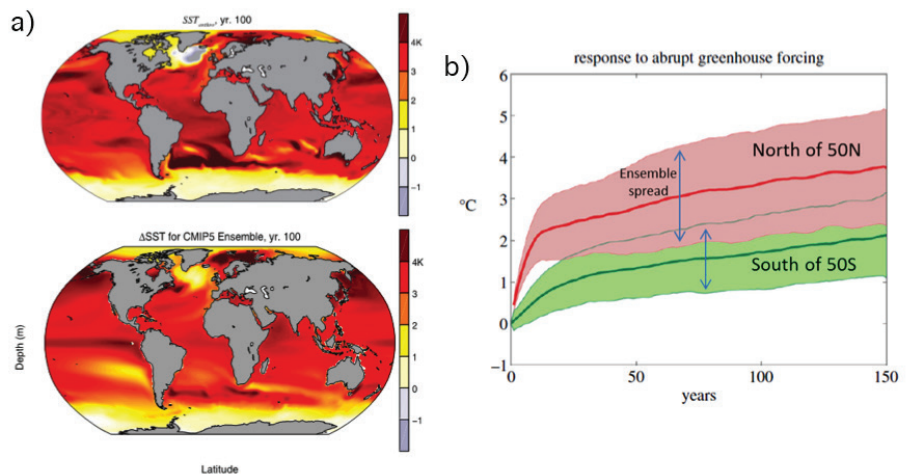 a)
SST, yr. 100
4K
3
2
1
0
−1
ΔSST for CMIP5 Ensemble, yr. 100
4K
3
2
1
0
−1
Depth (m)
Latitude
b)
response to abrupt greenhouse forcing
6
5
4
3
2
1
0
−1
°C
North of 50N
Ensemble
spread
South of 50S
0
50
100
150
years